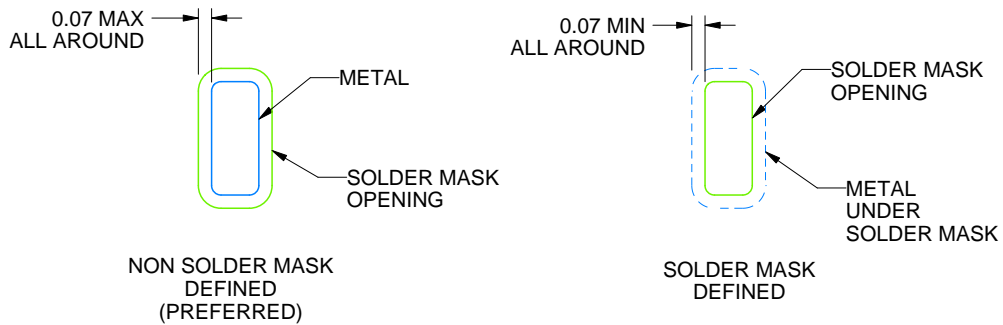 0.07 MAX
ALL AROUND
METAL
SOLDER MASK
OPENING
NON SOLDER MASK
DEFINED
(PREFERRED)
0.07 MIN
ALL AROUND
SOLDER MASK
OPENING
METAL
UNDER
SOLDER MASK
SOLDER MASK
DEFINED